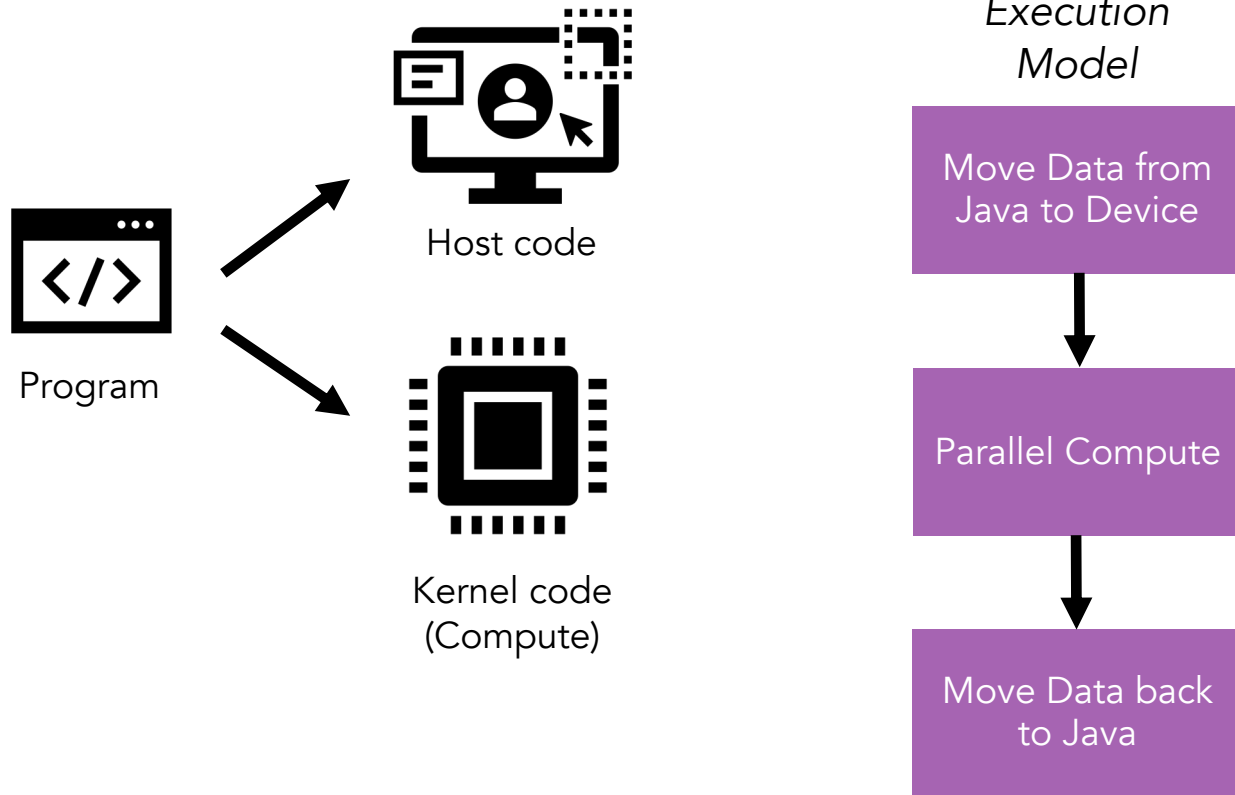 Execution
Model
Host code
Program
Kernel code
(Compute)
Move Data from
Java to Device
Parallel Compute
Move Data back
to Java